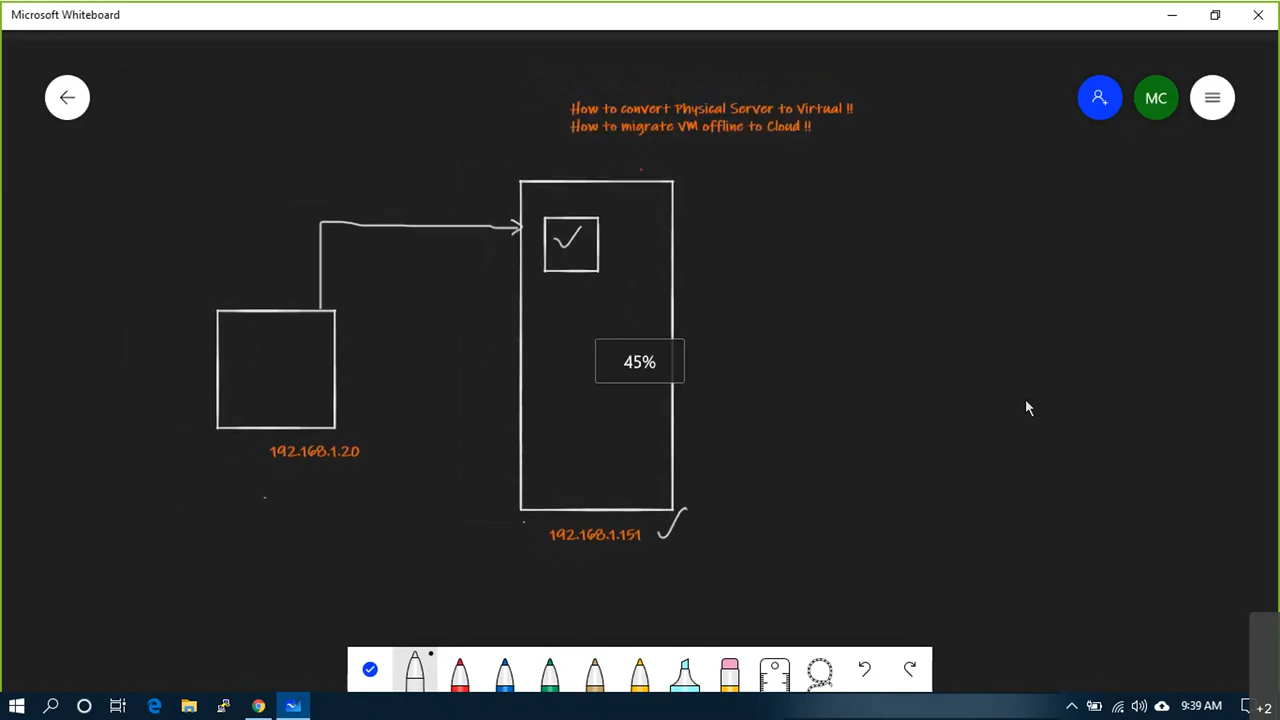 Microsoft Whiteboard
How to convert Physical Server to Virtual !!
How to migrate VM offline to Cloud !!
MC
45%
192.168.1.20
192.168.1.151
9:39 AM
+2